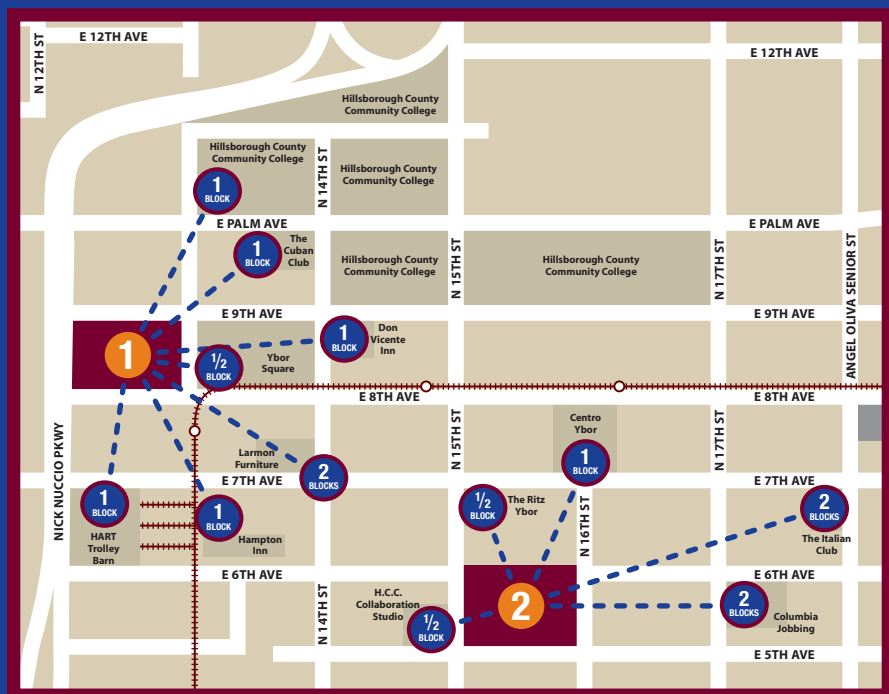 E 12TH AVE
N 12TH ST
E 12TH AVE
Hillsborough County
Community College
Hillsborough County
Community College
N 14TH ST
Hillsborough County
Community College
1
BLOCK
E PALM AVE
E PALM AVE
The
Cuban
Club
1
BLOCK
Hillsborough County
Community College
N 15TH ST
Hillsborough County
Community College
N 17TH ST
ANGEL OLIVA SENIOR ST
E 9TH AVE
E 9TH AVE
1
1/2
BLOCK
Ybor
Square
1
BLOCK
Don
Vicente
Inn
E 8TH AVE
E 8TH AVE
NICK NUCCIO PKWY
Larmon
Furniture
2
BLOCKS
N 15TH ST
Centro
Ybor
1
BLOCK
N 17TH ST
E 7TH AVE
E 7TH AVE
1
BLOCK
HART
Trolley
Barn
1
BLOCK
Hampton
Inn
1/2
BLOCK
The Ritz
Ybor
N 16TH ST
2
BLOCKS
The Italian
Club
E 6TH AVE
E 6TH AVE
N 14TH ST
H.C.C.
Collaboration
Studio
1/2
BLOCK
2
2
BLOCKS
Columbia
Jobbing
E 5TH AVE